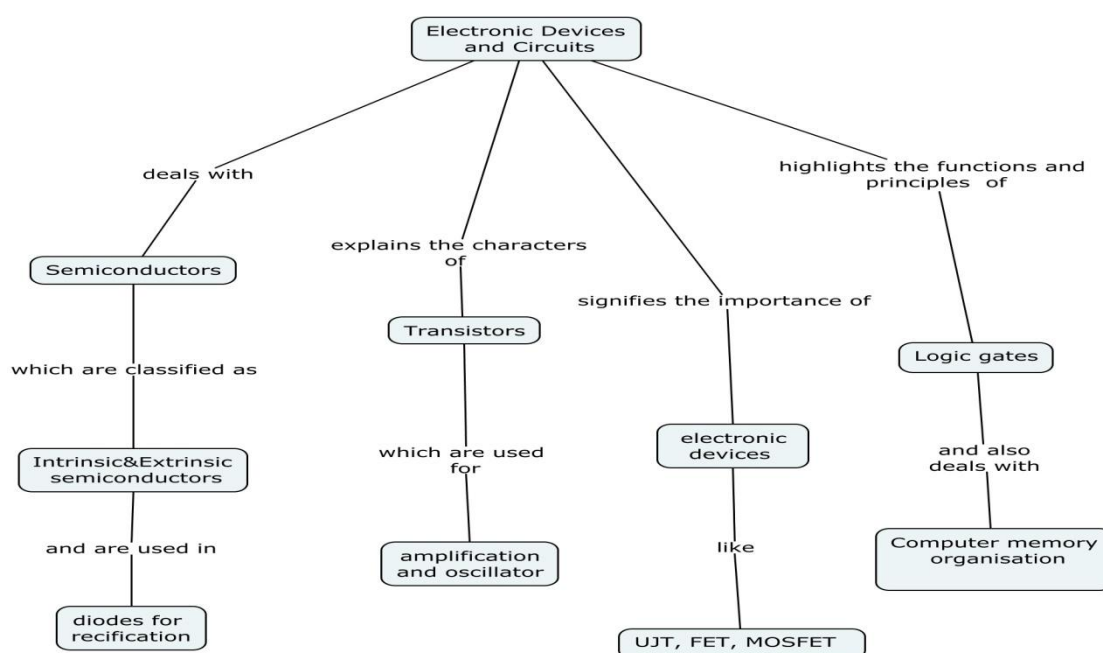 Electronic Devices
and Circuits
deals with
Semiconductors
which are classified as
Intrinsic&Extrinsic
semiconductors
and are used in
diodes for
recification
explains the characters
of
Transistors
which are used
for
amplification
and oscillator
signifies the importance of
electronic
devices
like
UJT, FET, MOSFET
highlights the functions and
principles of
Logic gates
and also
deals with
Computer memory
organisation